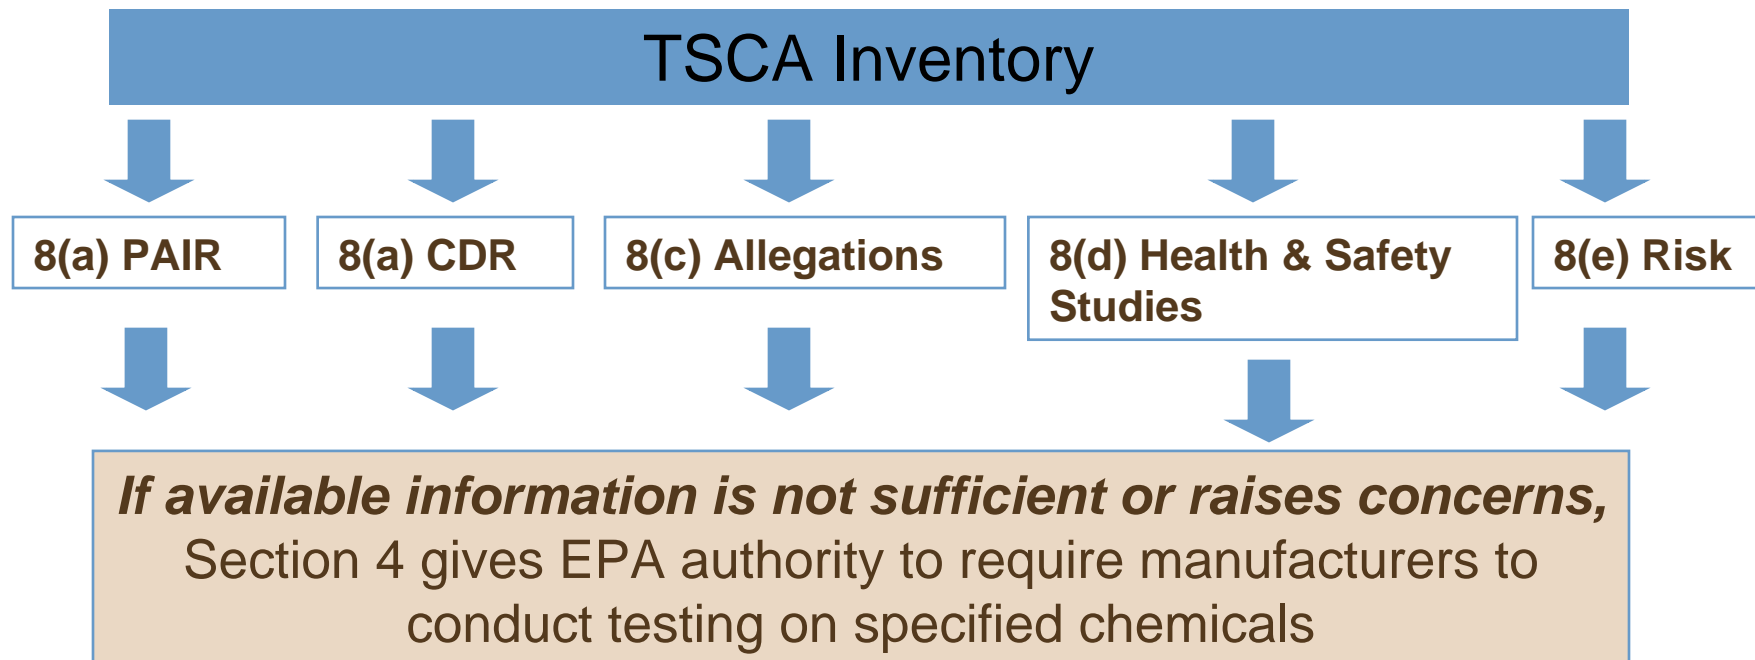 TSCA Inventory
8(a) PAIR
8(a) CDR
8(c) Allegations
8(d) Health & Safety
Studies
8(e) Risk
If available information is not sufficient or raises concerns,
Section 4 gives EPA authority to require manufacturers to
conduct testing on specified chemicals